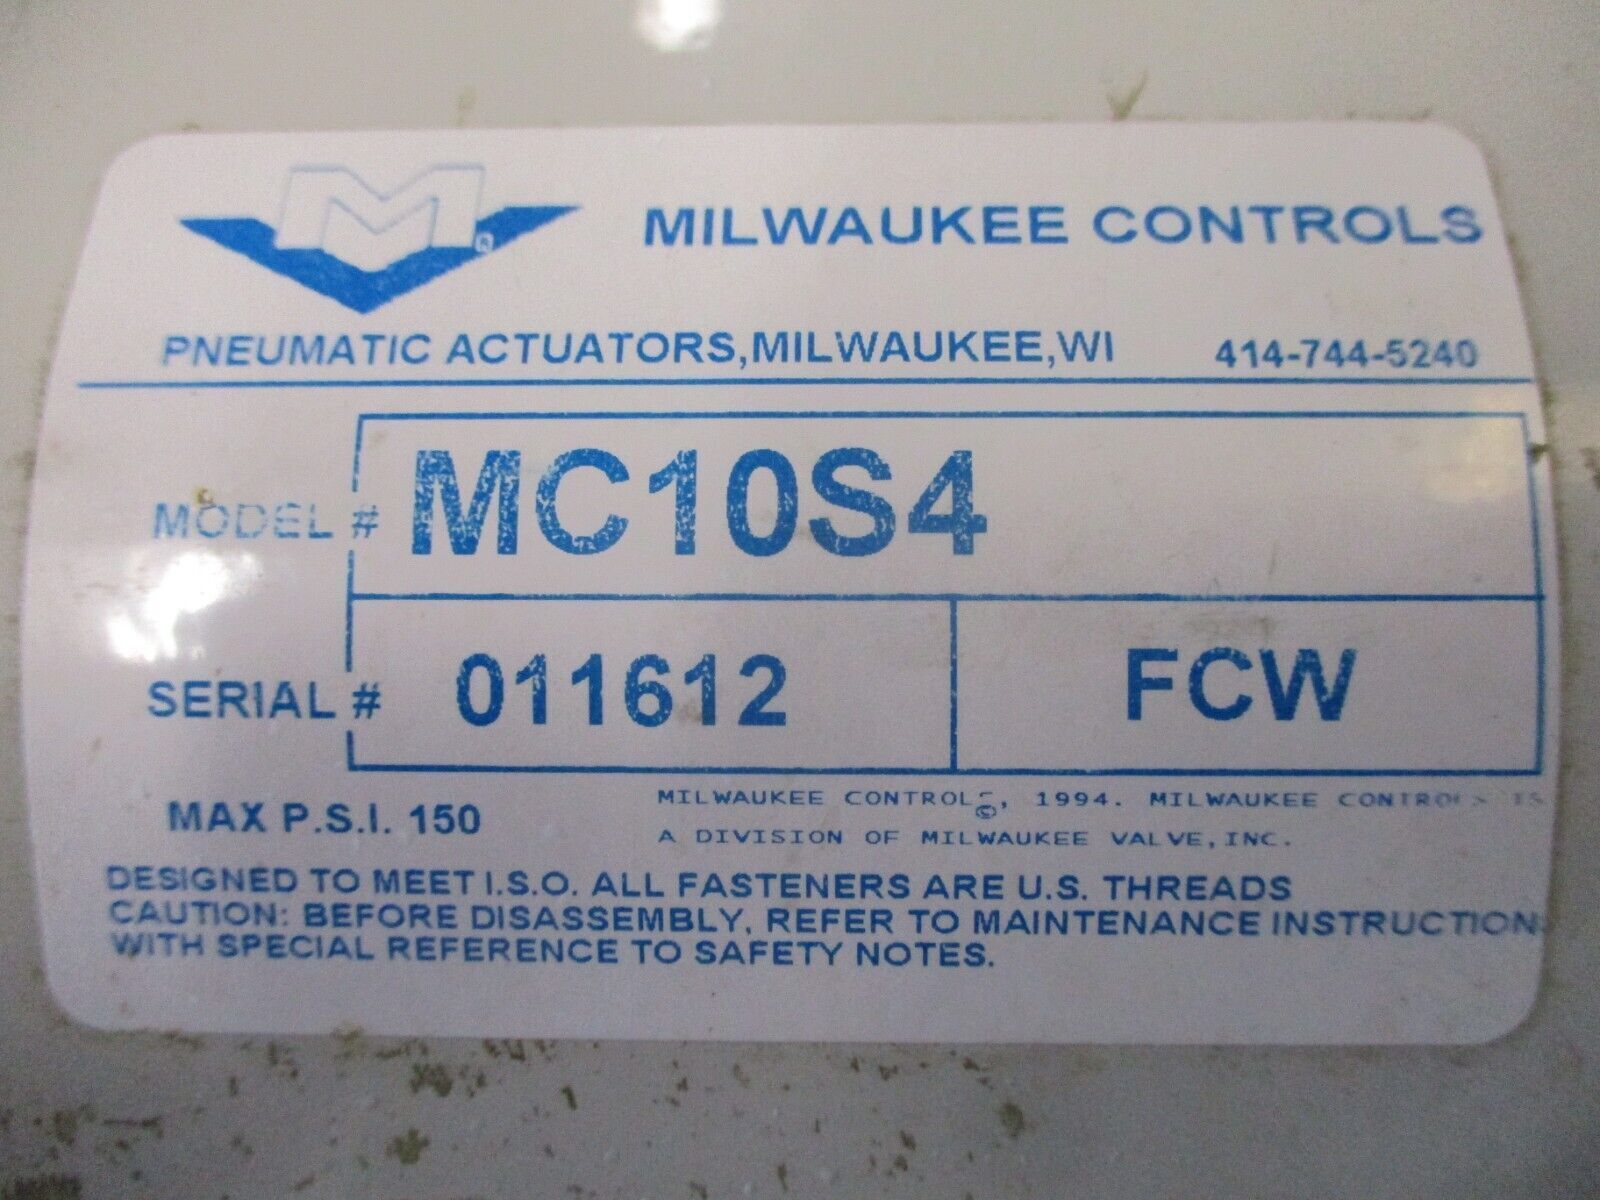 M ®
MILWAUKEE CONTROLS
PNEUMATIC ACTUATORS,MILWAUKEE,WI 414-744-5240
MODEL # MC10S4
SERIAL # 011612 FCW
MAX P.S.I. 150
MILWAUKEE CONTROLS, © 1994. MILWAUKEE CONTROLS IS
A DIVISION OF MILWAUKEE VALVE,INC.
DESIGNED TO MEET I.S.O. ALL FASTENERS ARE U.S. THREADS
CAUTION: BEFORE DISASSEMBLY, REFER TO MAINTENANCE INSTRUCTIONS
WITH SPECIAL REFERENCE TO SAFETY NOTES.